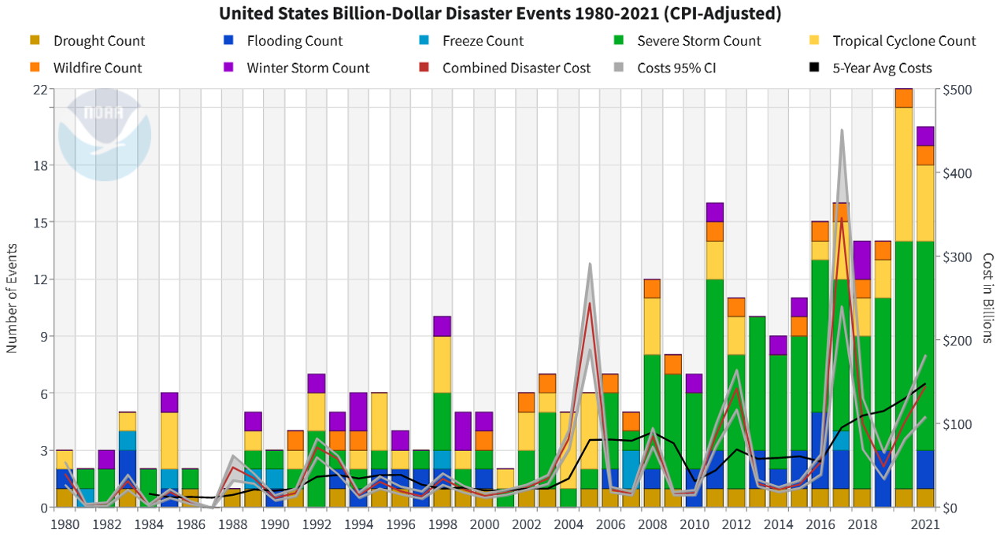 United States Billion-Dollar Disaster Events 1980-2021 (CPI-Adjusted)
Drought Count Flooding Count Freeze Count Severe Storm Count Tropical Cyclone Count
Wildfire Count Winter Storm Count Combined Disaster Cost Costs 95% CI 5-Year Avg Costs
22 $500
NOAA
18 $400
15
$300
12
9 $200
6
$100
3
0 $0
Number of Events
Cost in Billions
1980 1982 1984 1986 1988 1990 1992 1994 1996 1998 2000 2002 2004 2006 2008 2010 2012 2014 2016 2018 2021